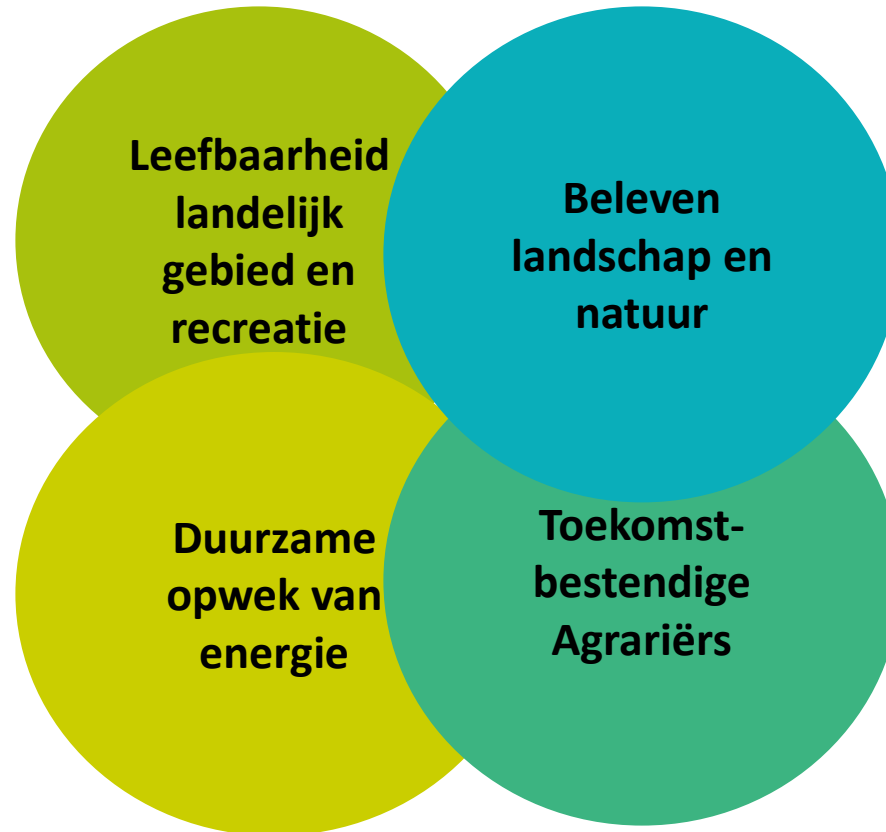 Leefbaarheid
landelijk
gebied en
recreatie
Beleven
landschap en
natuur
Duurzame
opwek van
energie
Toekomst-
bestendige
Agrariërs